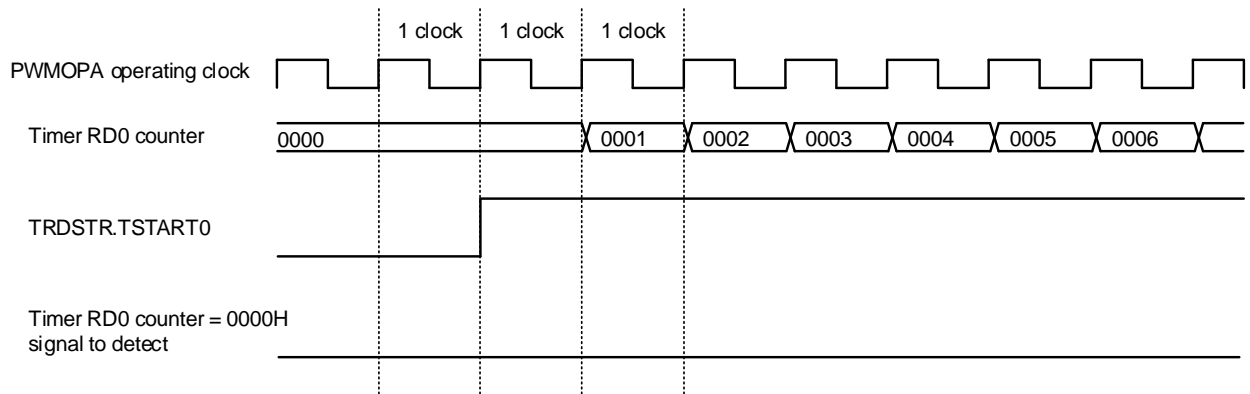 1 clock 1 clock 1 clock
PWMOPA operating clock
Timer RD0 counter 0000 0001 0002 0003 0004 0005 0006
TRDSTR.TSTART0
Timer RD0 counter = 0000H
signal to detect